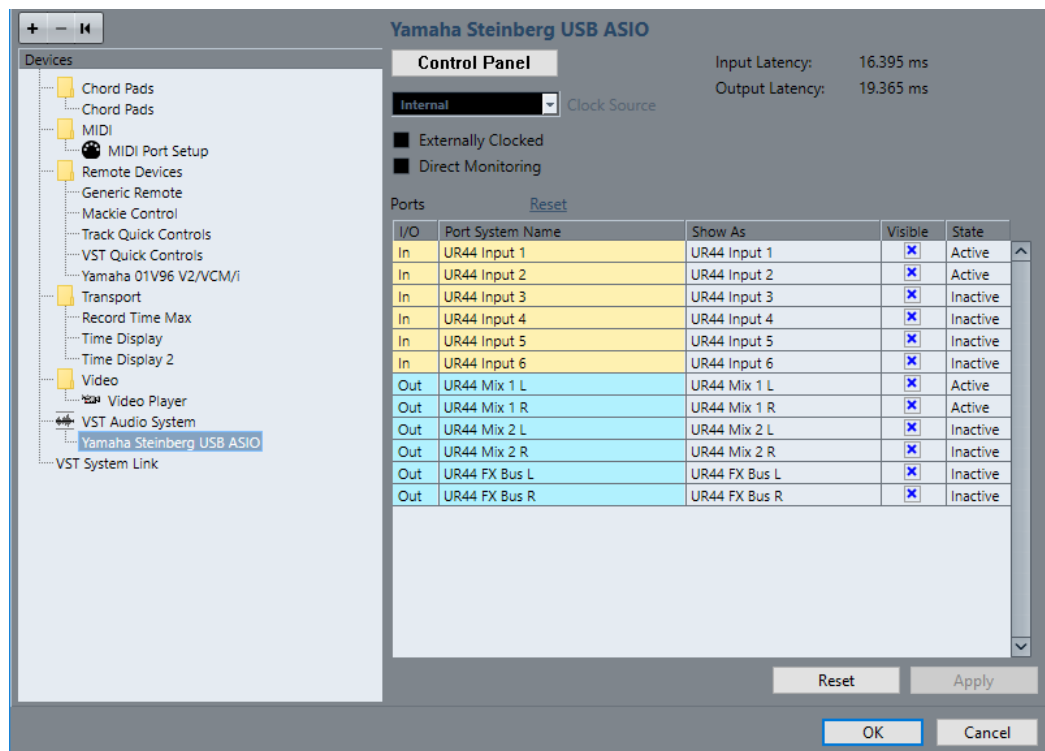 Yamaha Steinberg USB ASIO
Devices
Chord Pads
Chord Pads
MIDI
MIDI Port Setup
Remote Devices
Generic Remote
Mackie Control
Track Quick Controls
VST Quick Controls
Yamaha 01V96 V2/VCM/i
Transport
Record Time Max
Time Display
Time Display 2
Video
Video Player
VST Audio System
Yamaha Steinberg USB ASIO
VST System Link
Control Panel
Input Latency: 16.395 ms
Output Latency: 19.365 ms
Internal Clock Source
Externally Clocked
Direct Monitoring
Ports Reset
I/O Port System Name Show As Visible State
In UR44 Input 1 UR44 Input 1 Active
In UR44 Input 2 UR44 Input 2 Active
In UR44 Input 3 UR44 Input 3 Inactive
In UR44 Input 4 UR44 Input 4 Inactive
In UR44 Input 5 UR44 Input 5 Inactive
In UR44 Input 6 UR44 Input 6 Inactive
Out UR44 Mix 1 L UR44 Mix 1 L Active
Out UR44 Mix 1 R UR44 Mix 1 R Active
Out UR44 Mix 2 L UR44 Mix 2 L Inactive
Out UR44 Mix 2 R UR44 Mix 2 R Inactive
Out UR44 FX Bus L UR44 FX Bus L Inactive
Out UR44 FX Bus R UR44 FX Bus R Inactive
Reset Apply
OK Cancel